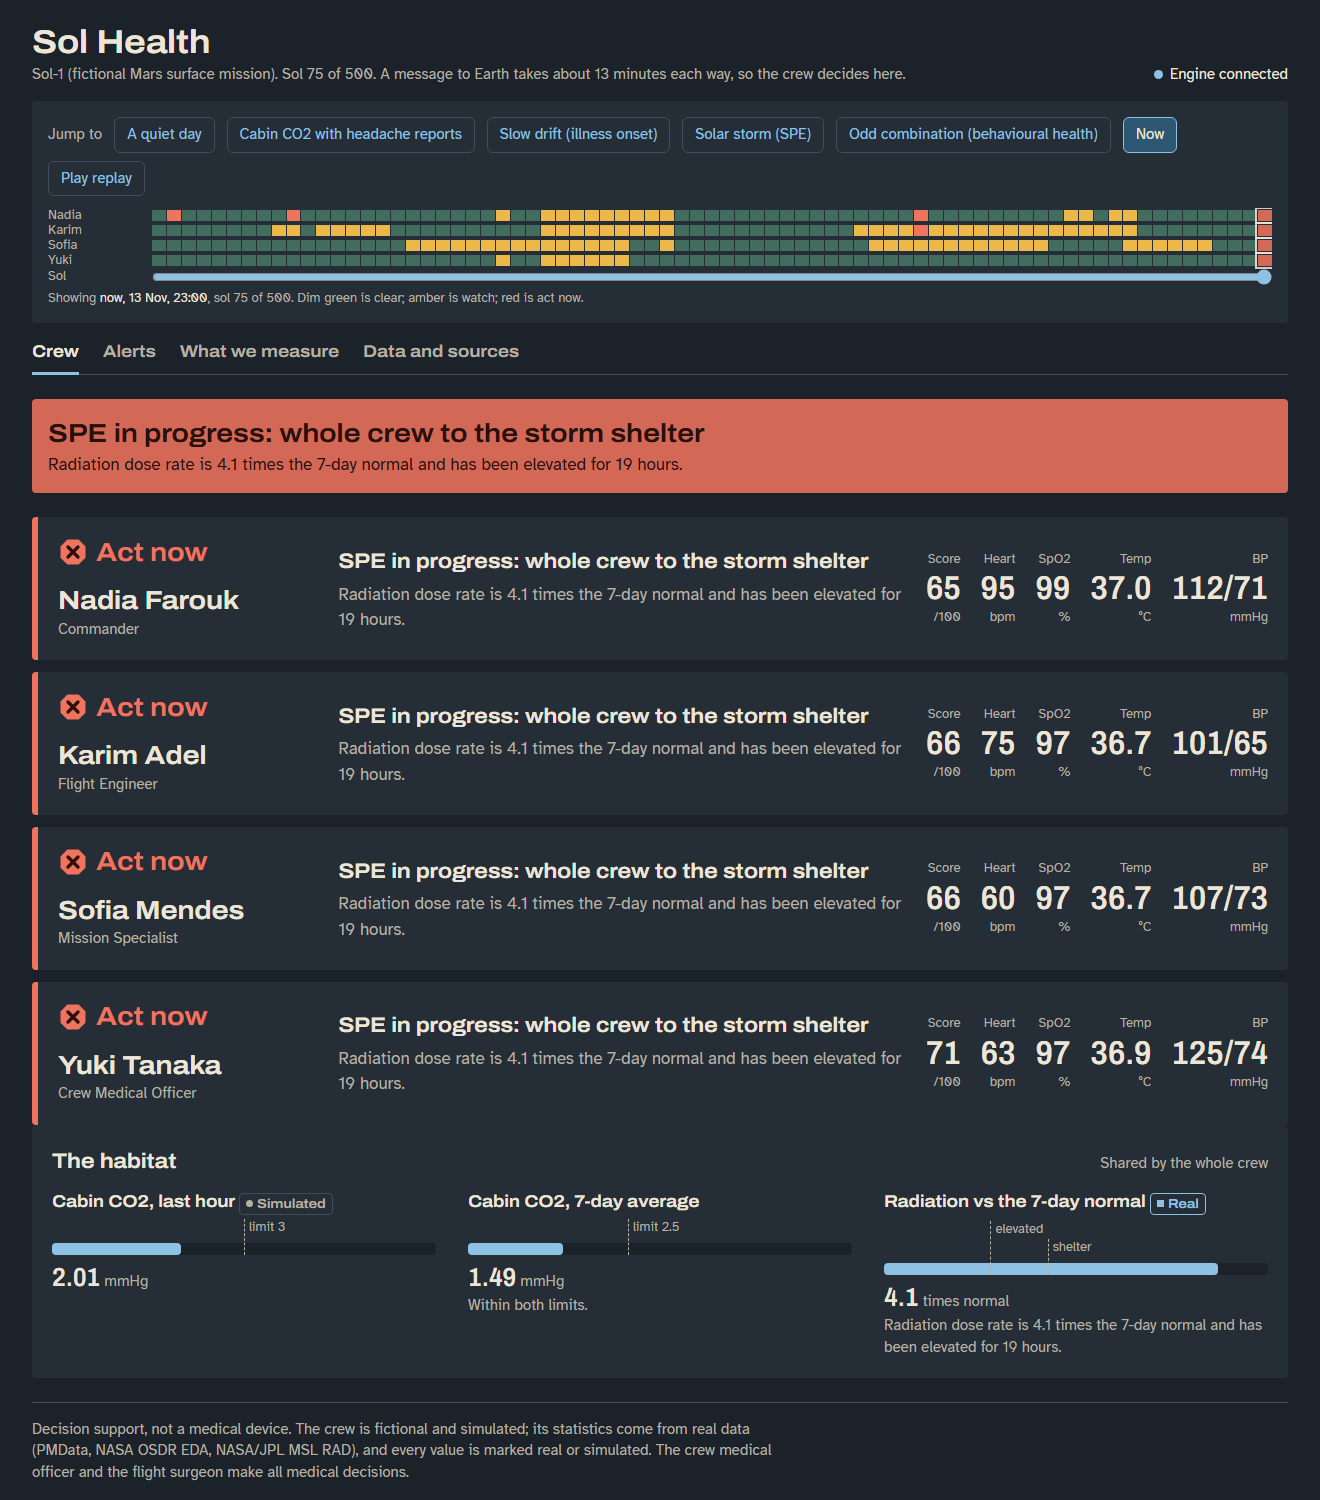 Sol Health
Sol-1 (fictional Mars surface mission). Sol 75 of 500. A message to Earth takes about 13 minutes each way, so the crew decides here.
Engine connected
Jump to
A quiet day
Cabin CO2 with headache reports
Slow drift (illness onset)
Solar storm (SPE)
Odd combination (behavioural health)
Now
Play replay
Nadia
Karim
Sofia
Yuki
Sol
Showing now, 13 Nov, 23:00, sol 75 of 500. Dim green is clear; amber is watch; red is act now.
Crew
Alerts
What we measure
Data and sources
SPE in progress: whole crew to the storm shelter
Radiation dose rate is 4.1 times the 7-day normal and has been elevated for 19 hours.
Act now
Nadia Farouk
Commander
SPE in progress: whole crew to the storm shelter
Radiation dose rate is 4.1 times the 7-day normal and has been elevated for
19 hours.
Score Heart SpO2 Temp BP
65 95 99 37.0 112/71
/100 bpm % °C mmHg
Act now
Karim Adel
Flight Engineer
SPE in progress: whole crew to the storm shelter
Radiation dose rate is 4.1 times the 7-day normal and has been elevated for
19 hours.
Score Heart SpO2 Temp BP
66 75 97 36.7 101/65
/100 bpm % °C mmHg
Act now
Sofia Mendes
Mission Specialist
SPE in progress: whole crew to the storm shelter
Radiation dose rate is 4.1 times the 7-day normal and has been elevated for
19 hours.
Score Heart SpO2 Temp BP
66 60 97 36.7 107/73
/100 bpm % °C mmHg
Act now
Yuki Tanaka
Crew Medical Officer
SPE in progress: whole crew to the storm shelter
Radiation dose rate is 4.1 times the 7-day normal and has been elevated for
19 hours.
Score Heart SpO2 Temp BP
71 63 97 36.9 125/74
/100 bpm % °C mmHg
The habitat
Shared by the whole crew
Cabin CO2, last hour
Simulated
limit 3
2.01 mmHg
Cabin CO2, 7-day average
limit 2.5
1.49 mmHg
Within both limits.
Radiation vs the 7-day normal
Real
elevated
shelter
4.1 times normal
Radiation dose rate is 4.1 times the 7-day normal and has
been elevated for 19 hours.
Decision support, not a medical device. The crew is fictional and simulated; its statistics come from real data
(PMData, NASA OSDR EDA, NASA/JPL MSL RAD), and every value is marked real or simulated. The crew medical
officer and the flight surgeon make all medical decisions.